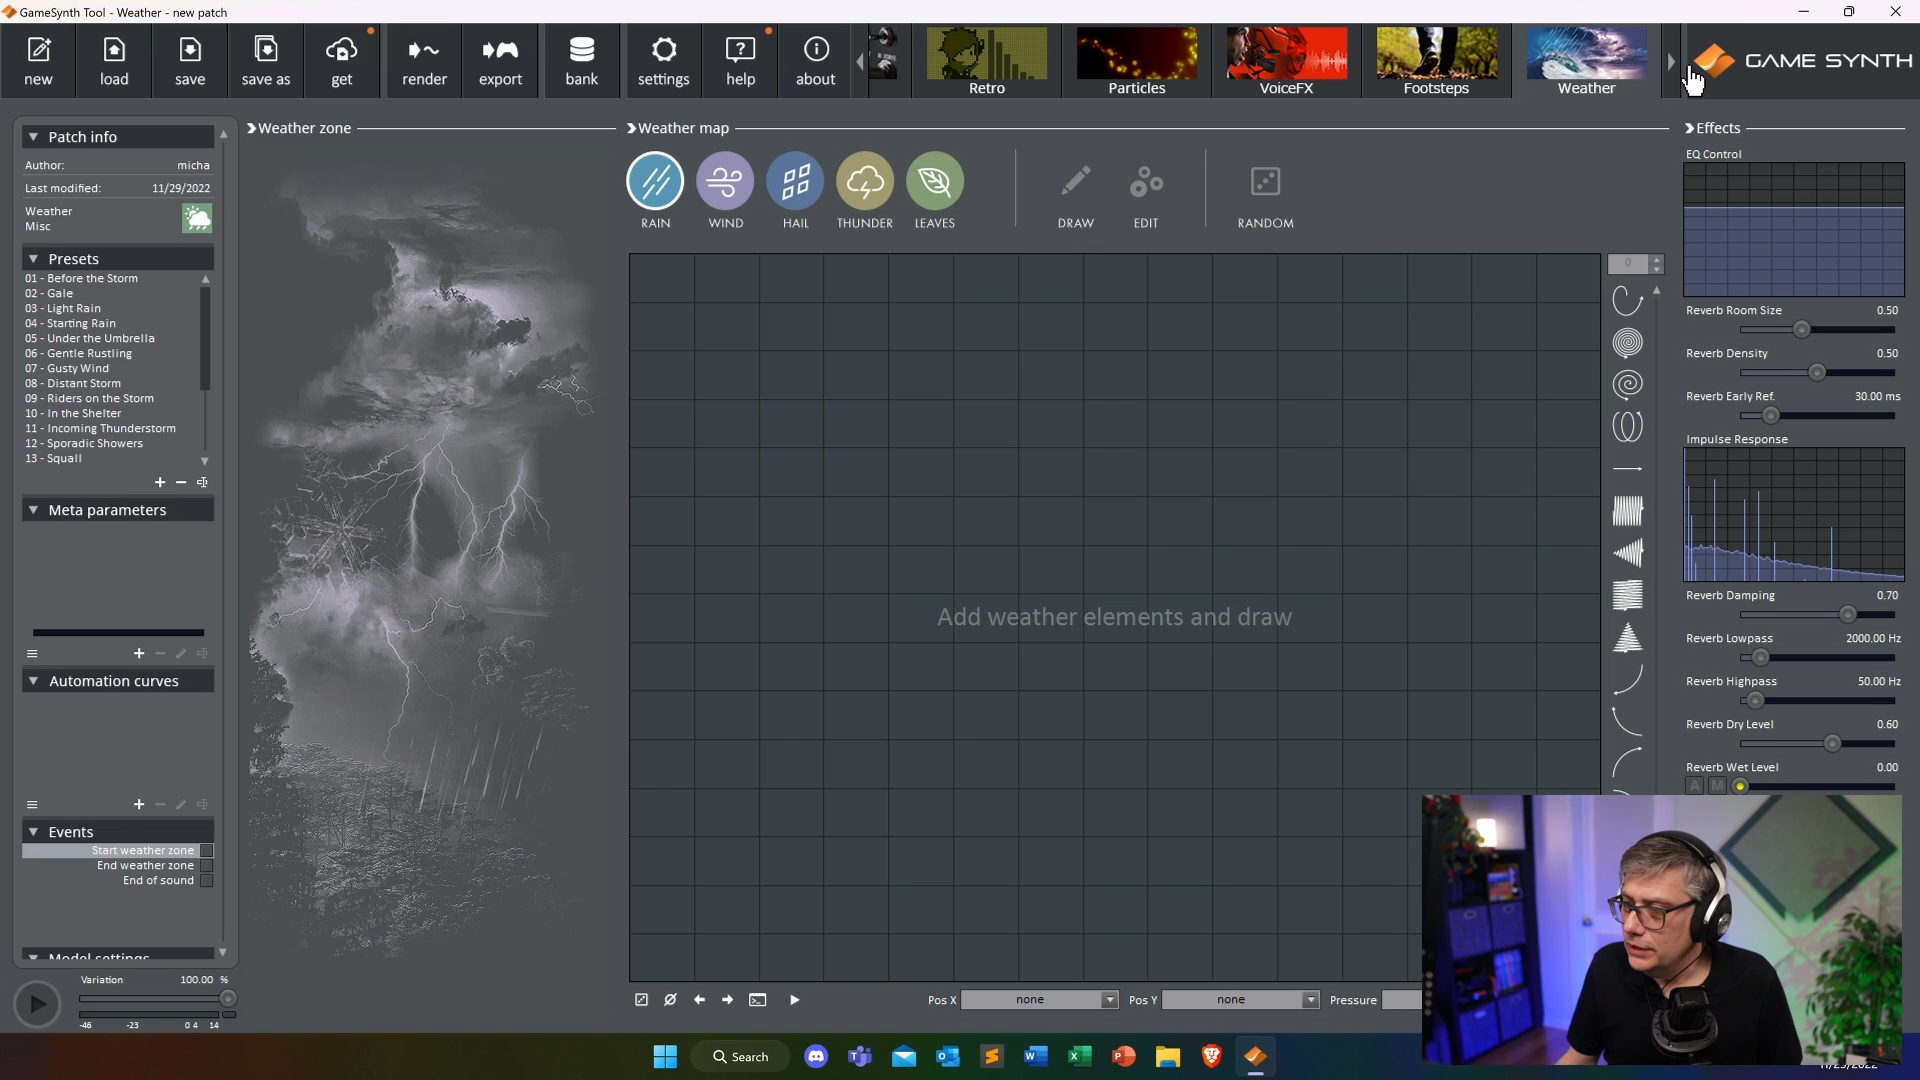 GameSynth Tool - Weather - new patch
new
load
save
save as
get
render
export
bank
settings
help
about
Retro
Particles
VoiceFX
Footsteps
Weather
GAME SYNTH
Patch info
Author: micha
Last modified: 11/29/2022
Weather
Misc
Presets
01 - Before the Storm
02 - Gale
03 - Light Rain
04 - Starting Rain
05 - Under the Umbrella
06 - Gentle Rustling
07 - Gusty Wind
08 - Distant Storm
09 - Riders on the Storm
10 - In the Shelter
11 - Incoming Thunderstorm
12 - Sporadic Showers
13 - Squall
Meta parameters
Automation curves
Events
Start weather zone
End weather zone
End of sound
Model settings
Variation 100.00 %
-46 -23 0 4 14
Weather zone
Weather map
RAIN
WIND
HAIL
THUNDER
LEAVES
DRAW
EDIT
RANDOM
0
Add weather elements and draw
Pos X none Pos Y none Pressure
Effects
EQ Control
Reverb Room Size 0.50
Reverb Density 0.50
Reverb Early Ref. 30.00 ms
Impulse Response
Reverb Damping 0.70
Reverb Lowpass 2000.00 Hz
Reverb Highpass 50.00 Hz
Reverb Dry Level 0.60
Reverb Wet Level 0.00
A M
Search